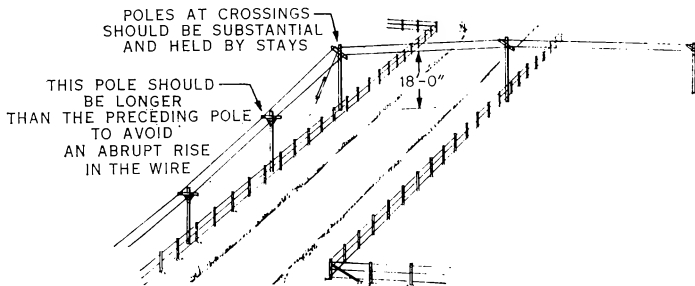 POLES AT CROSSINGS
SHOULD BE SUBSTANTIAL
AND HELD BY STAYS
THIS POLE SHOULD
BE LONGER
THAN THE PRECEDING POLE
TO AVOID
AN ABRUPT RISE
IN THE WIRE
18'-0"